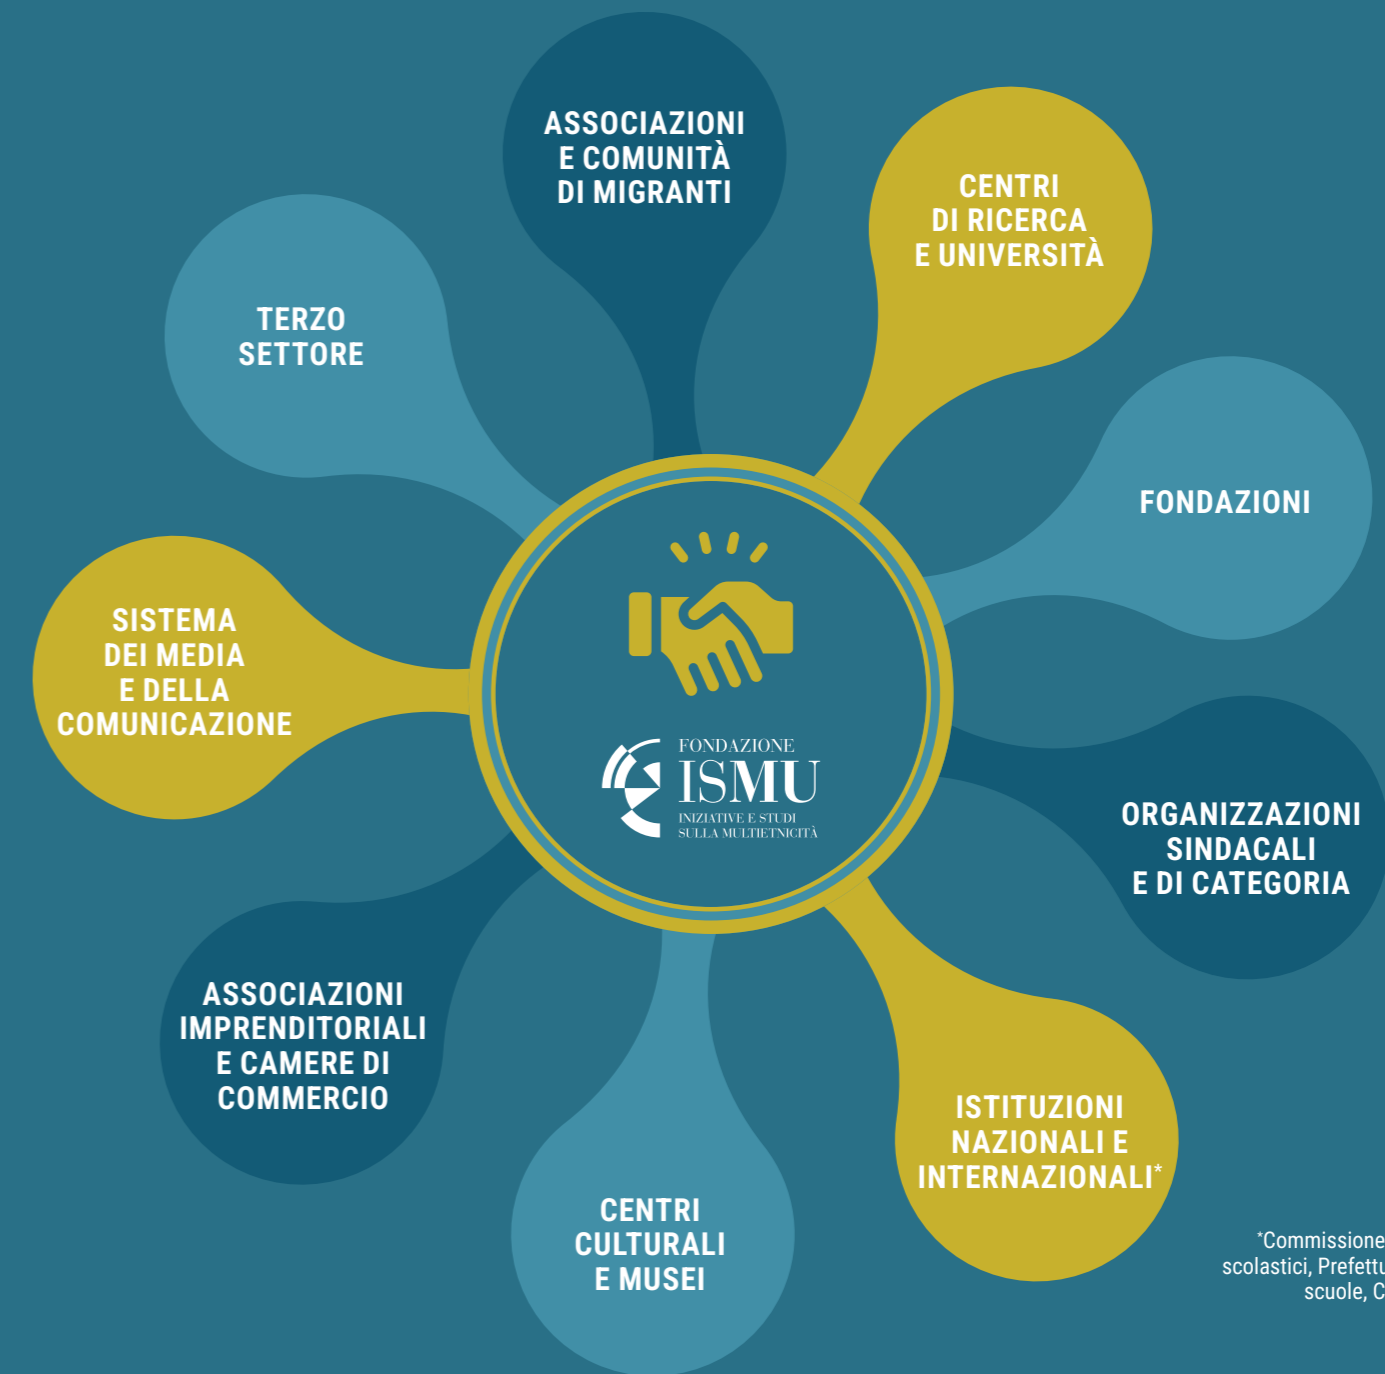 ASSOCIAZIONI
E COMUNITÀ
DI MIGRANTI
CENTRI
DI RICERCA
E UNIVERSITÀ
TERZO
SETTORE
FONDAZIONI
SISTEMA
DEI MEDIA
E DELLA
COMUNICAZIONE
FONDAZIONE
ISMU
INIZIATIVE E STUDI
SULLA MULTIETNICITÀ
ORGANIZZAZIONI
SINDACALI
E DI CATEGORIA
ASSOCIAZIONI
IMPRENDITORIALI
E CAMERE DI
COMMERCIO
ISTITUZIONI
NAZIONALI E
INTERNAZIONALI*
CENTRI
CULTURALI
E MUSEI
*Commissione
scolastici, Prefettu
scuole, C